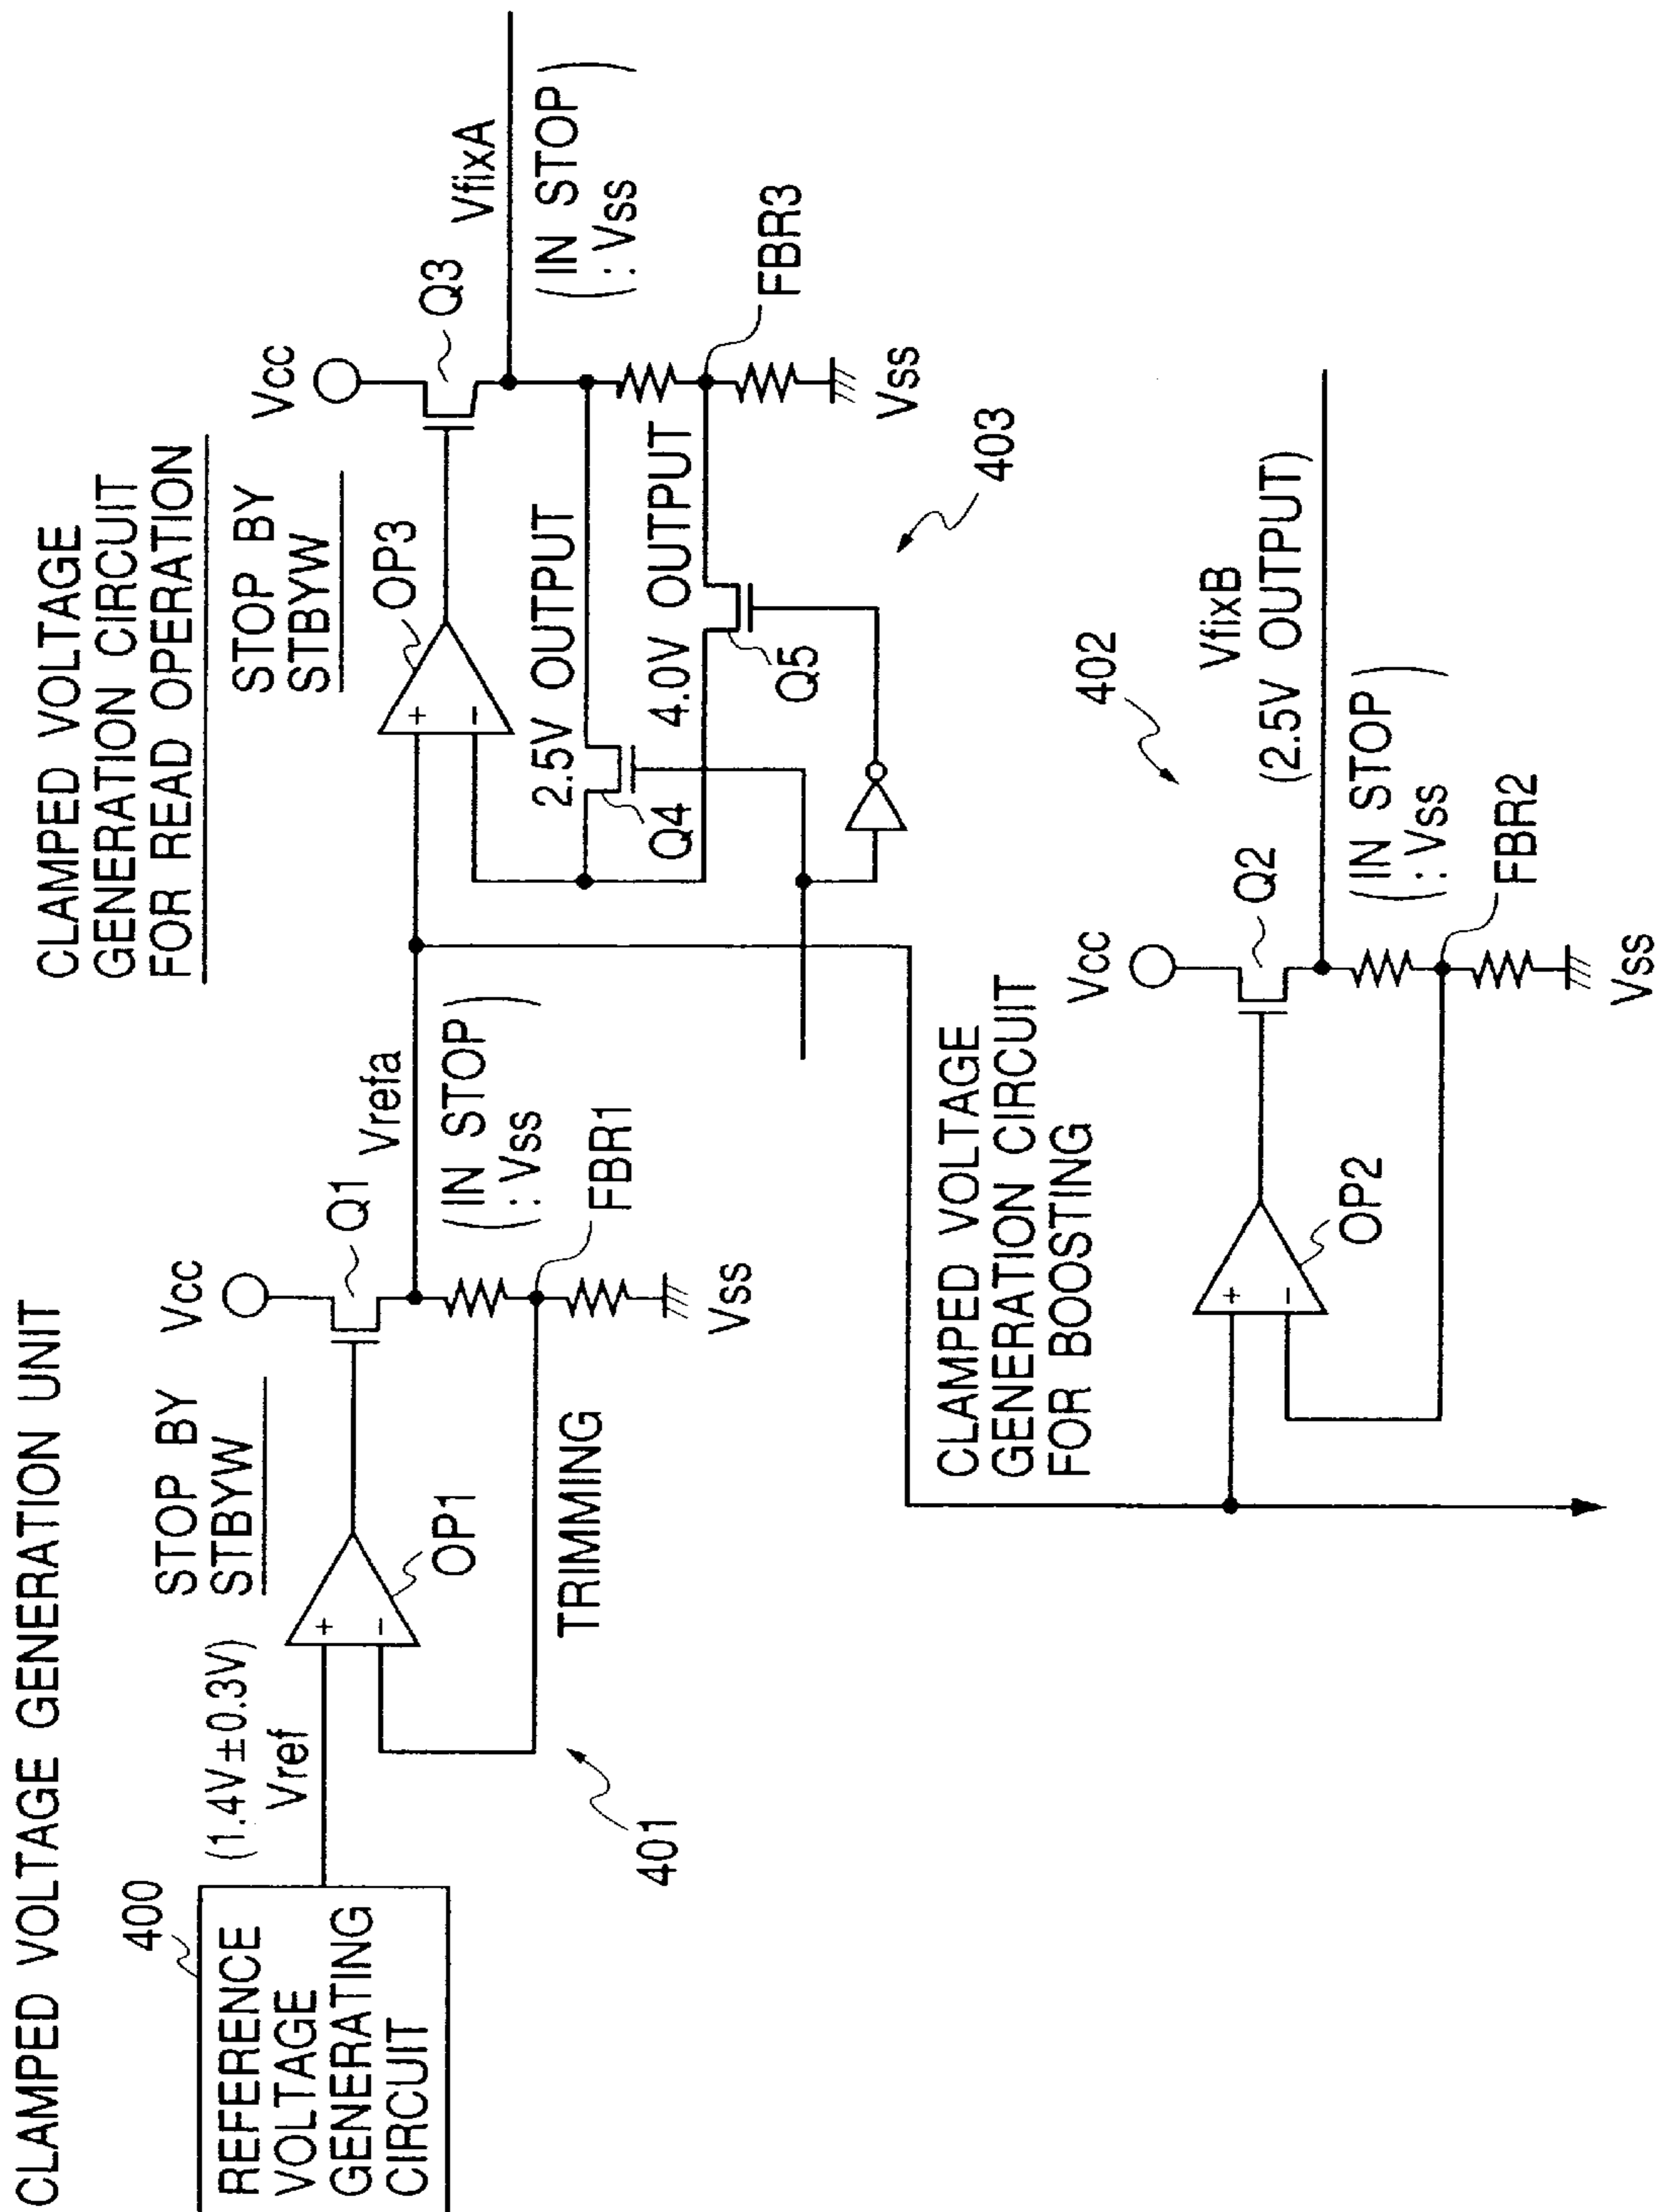 CLAMPED VOLTAGE GENERATION UNIT
400
REFERENCE
VOLTAGE
GENERATING
CIRCUIT
(1.4V ± 0.3V)
Vref
STOP BY
STBYW
+
−
OP1
TRIMMING
401
Vcc
Q1
Vrefa
(IN STOP
: Vss)
FBR1
Vss
CLAMPED VOLTAGE
GENERATION CIRCUIT
FOR READ OPERATION
STOP BY
STBYW
OP3
+
−
2.5V OUTPUT
Q4
4.0V OUTPUT
Q5
403
Vcc
Q3
VfixA
(IN STOP
: Vss)
FBR3
Vss
CLAMPED VOLTAGE
GENERATION CIRCUIT
FOR BOOSTING
+
−
OP2
Vcc
Q2
402
VfixB
(2.5V OUTPUT)
(IN STOP
: Vss)
FBR2
Vss